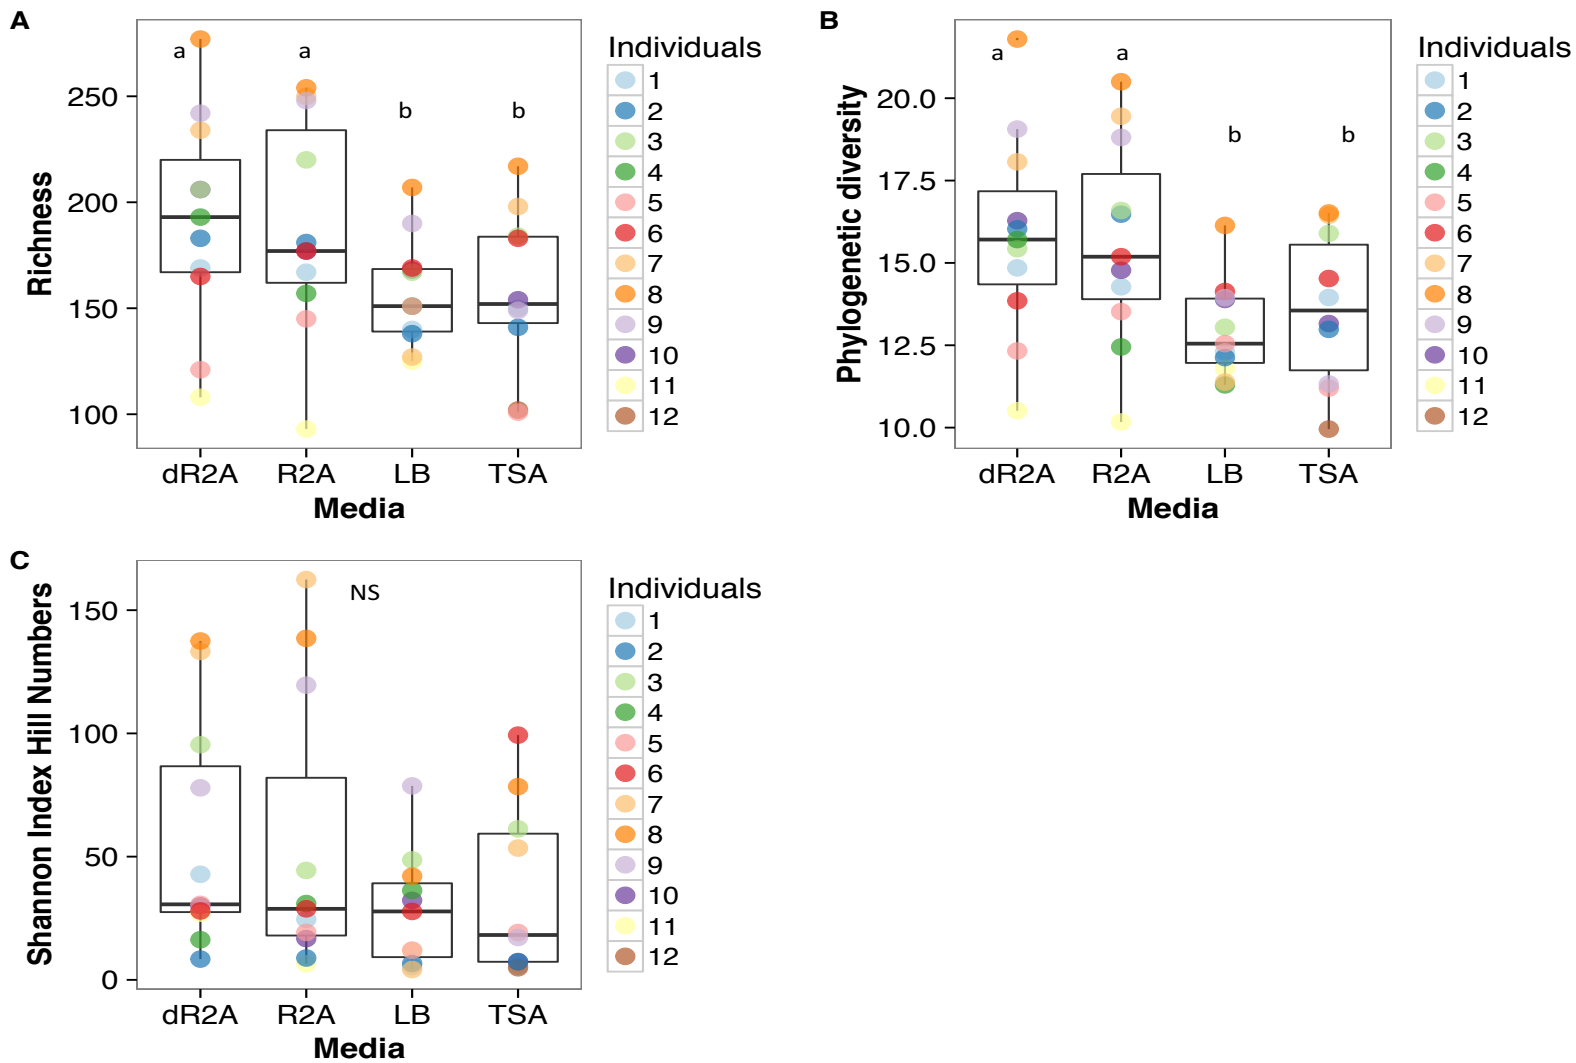 A
Richness
250
200
150
100
a
a
b
b
dR2A
R2A
LB
TSA
Media
Individuals
1
2
3
4
5
6
7
8
9
10
11
12
B
Phylogenetic diversity
20.0
17.5
15.0
12.5
10.0
a
a
b
b
dR2A
R2A
LB
TSA
Media
Individuals
1
2
3
4
5
6
7
8
9
10
11
12
C
Shannon Index Hill Numbers
150
100
50
0
NS
dR2A
R2A
LB
TSA
Media
Individuals
1
2
3
4
5
6
7
8
9
10
11
12